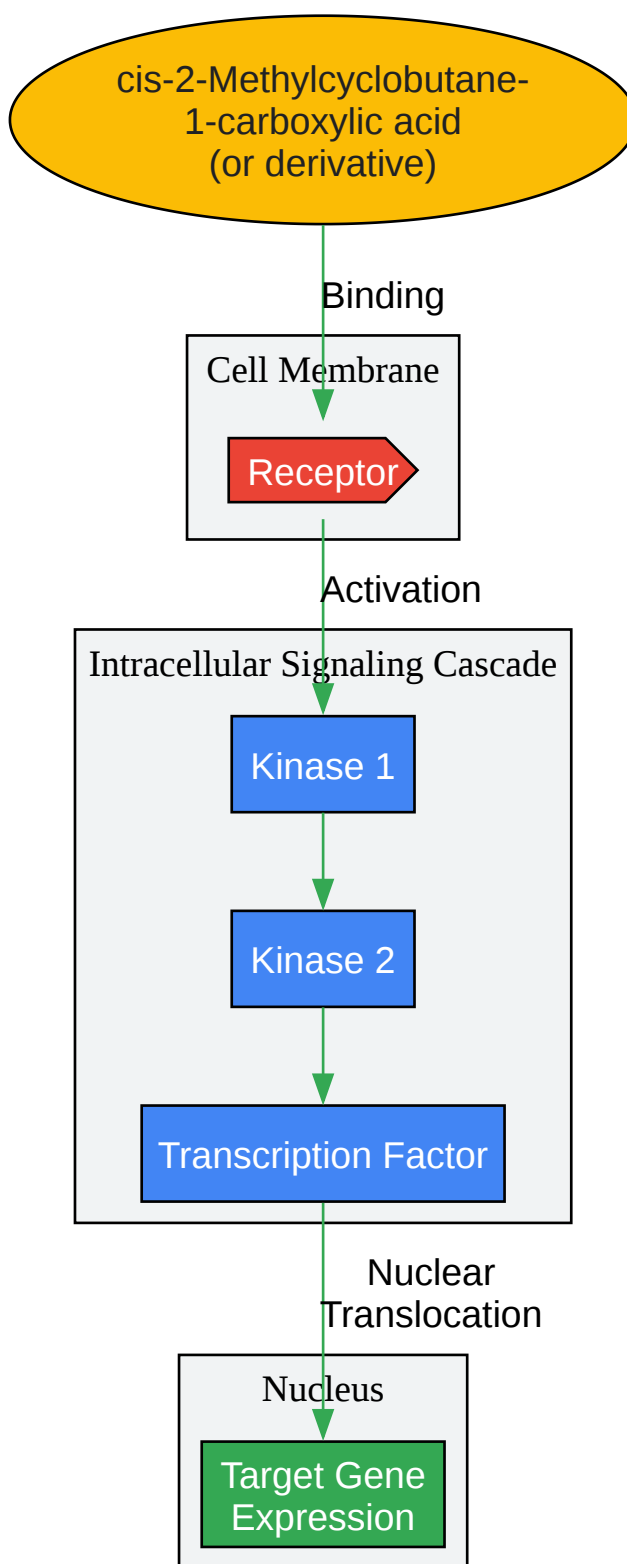 cis-2-Methylcyclobutane-
1-carboxylic acid
(or derivative)
Binding
Cell Membrane
Receptor
Activation
Intracellular Signaling Cascade
Kinase 1
Kinase 2
Transcription Factor
Nuclear
Translocation
Nucleus
Target Gene
Expression